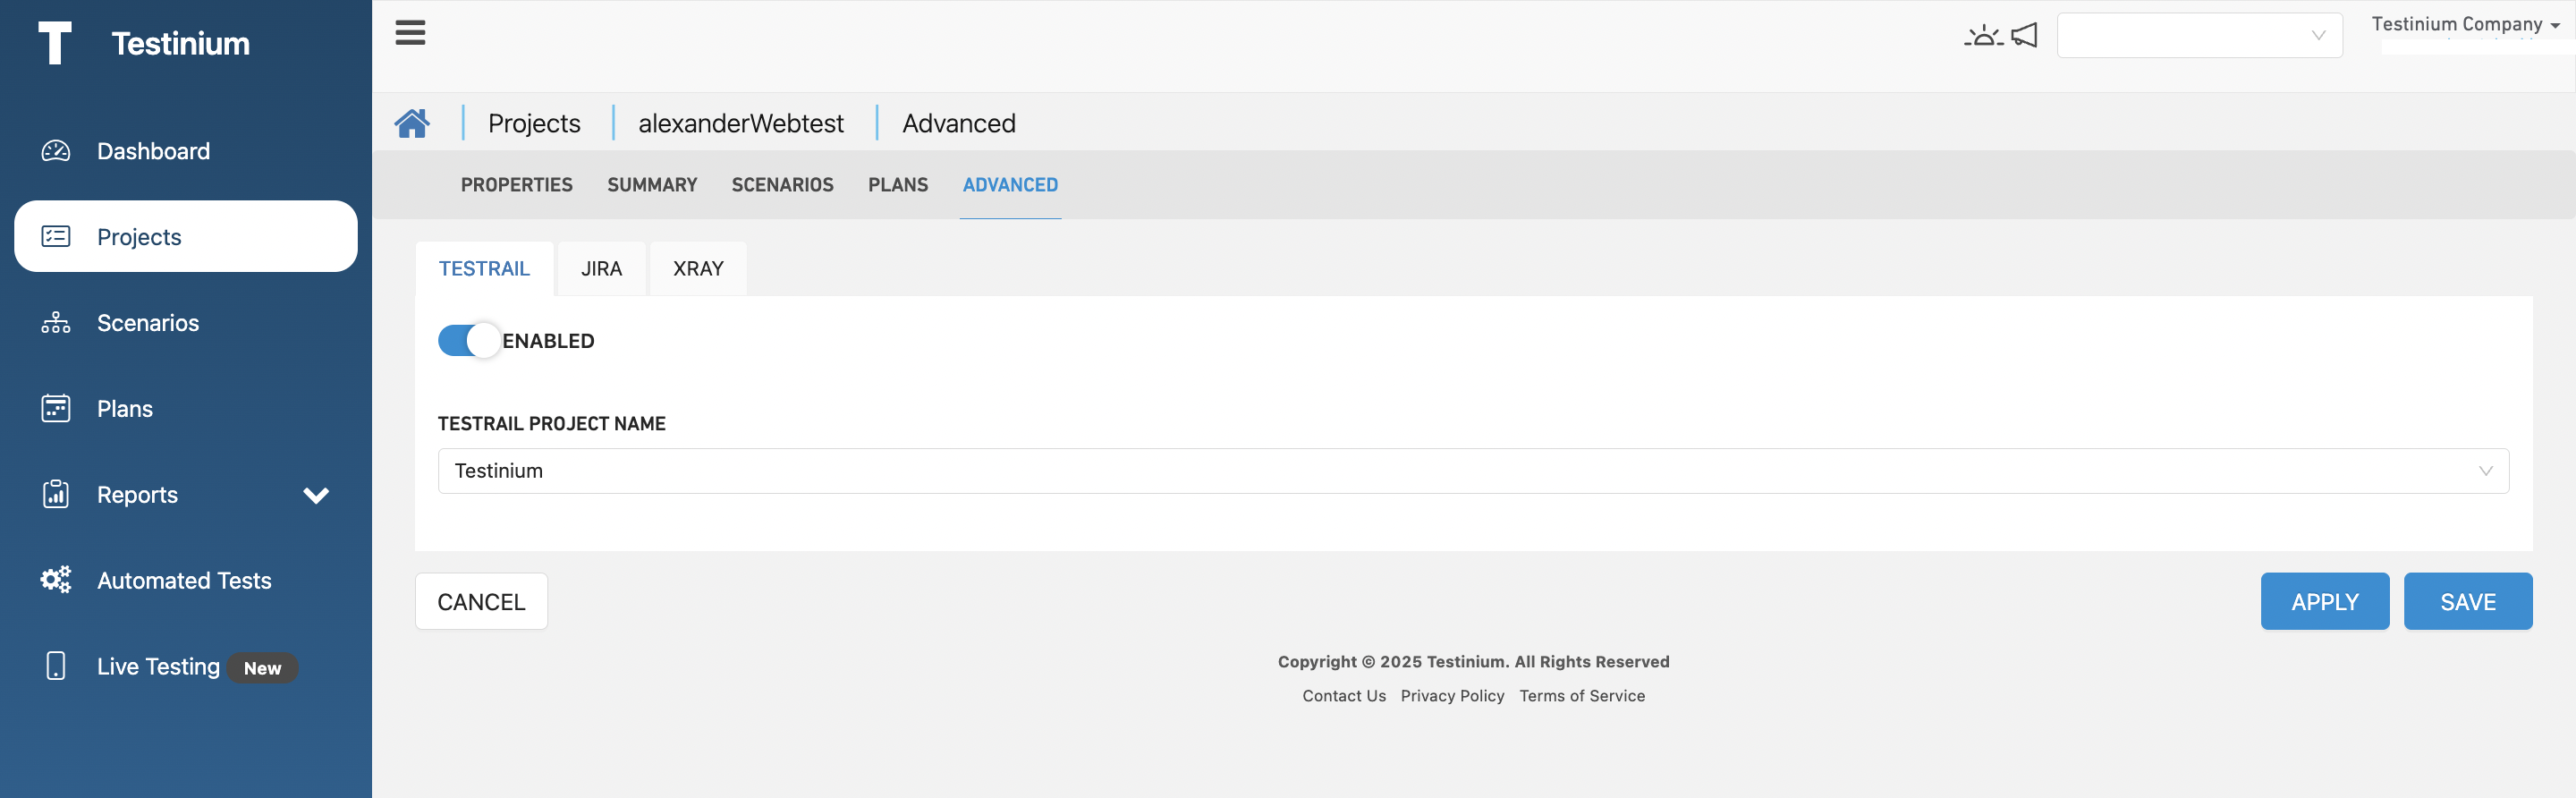 Testinium
Testinium Company
Dashboard
Projects
Scenarios
Plans
Reports
Automated Tests
Live Testing New
Projects alexanderWebtest Advanced
PROPERTIES SUMMARY SCENARIOS PLANS ADVANCED
TESTRAIL JIRA XRAY
ENABLED
TESTRAIL PROJECT NAME
Testinium
CANCEL APPLY SAVE
Copyright © 2025 Testinium. All Rights Reserved
Contact Us Privacy Policy Terms of Service